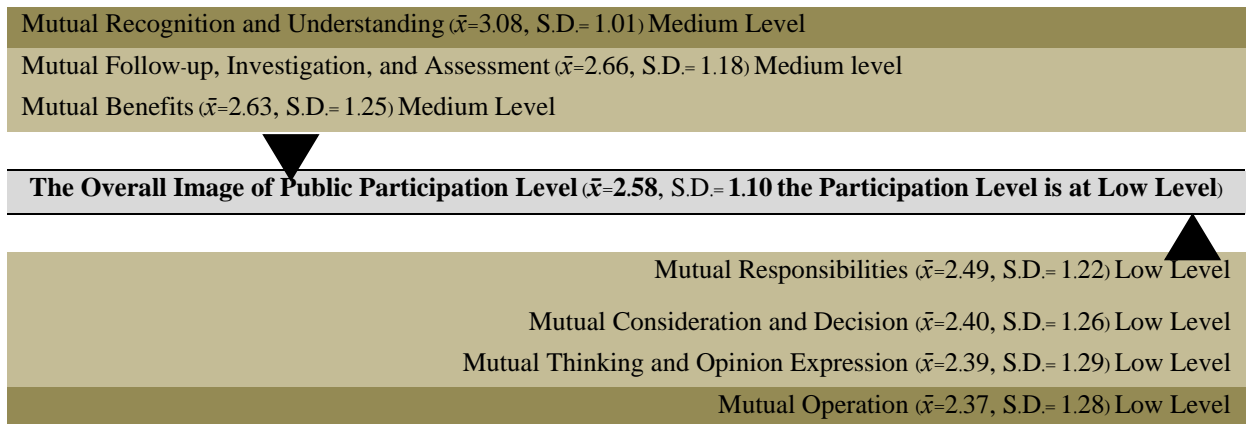 Mutual Recognition and Understanding (x̄=3.08, S.D.= 1.01) Medium Level
Mutual Follow-up, Investigation, and Assessment (x̄=2.66, S.D.= 1.18) Medium level
Mutual Benefits (x̄=2.63, S.D.= 1.25) Medium Level
The Overall Image of Public Participation Level (x̄=2.58, S.D.= 1.10 the Participation Level is at Low Level)
Mutual Responsibilities (x̄=2.49, S.D.= 1.22) Low Level
Mutual Consideration and Decision (x̄=2.40, S.D.= 1.26) Low Level
Mutual Thinking and Opinion Expression (x̄=2.39, S.D.= 1.29) Low Level
Mutual Operation (x̄=2.37, S.D.= 1.28) Low Level